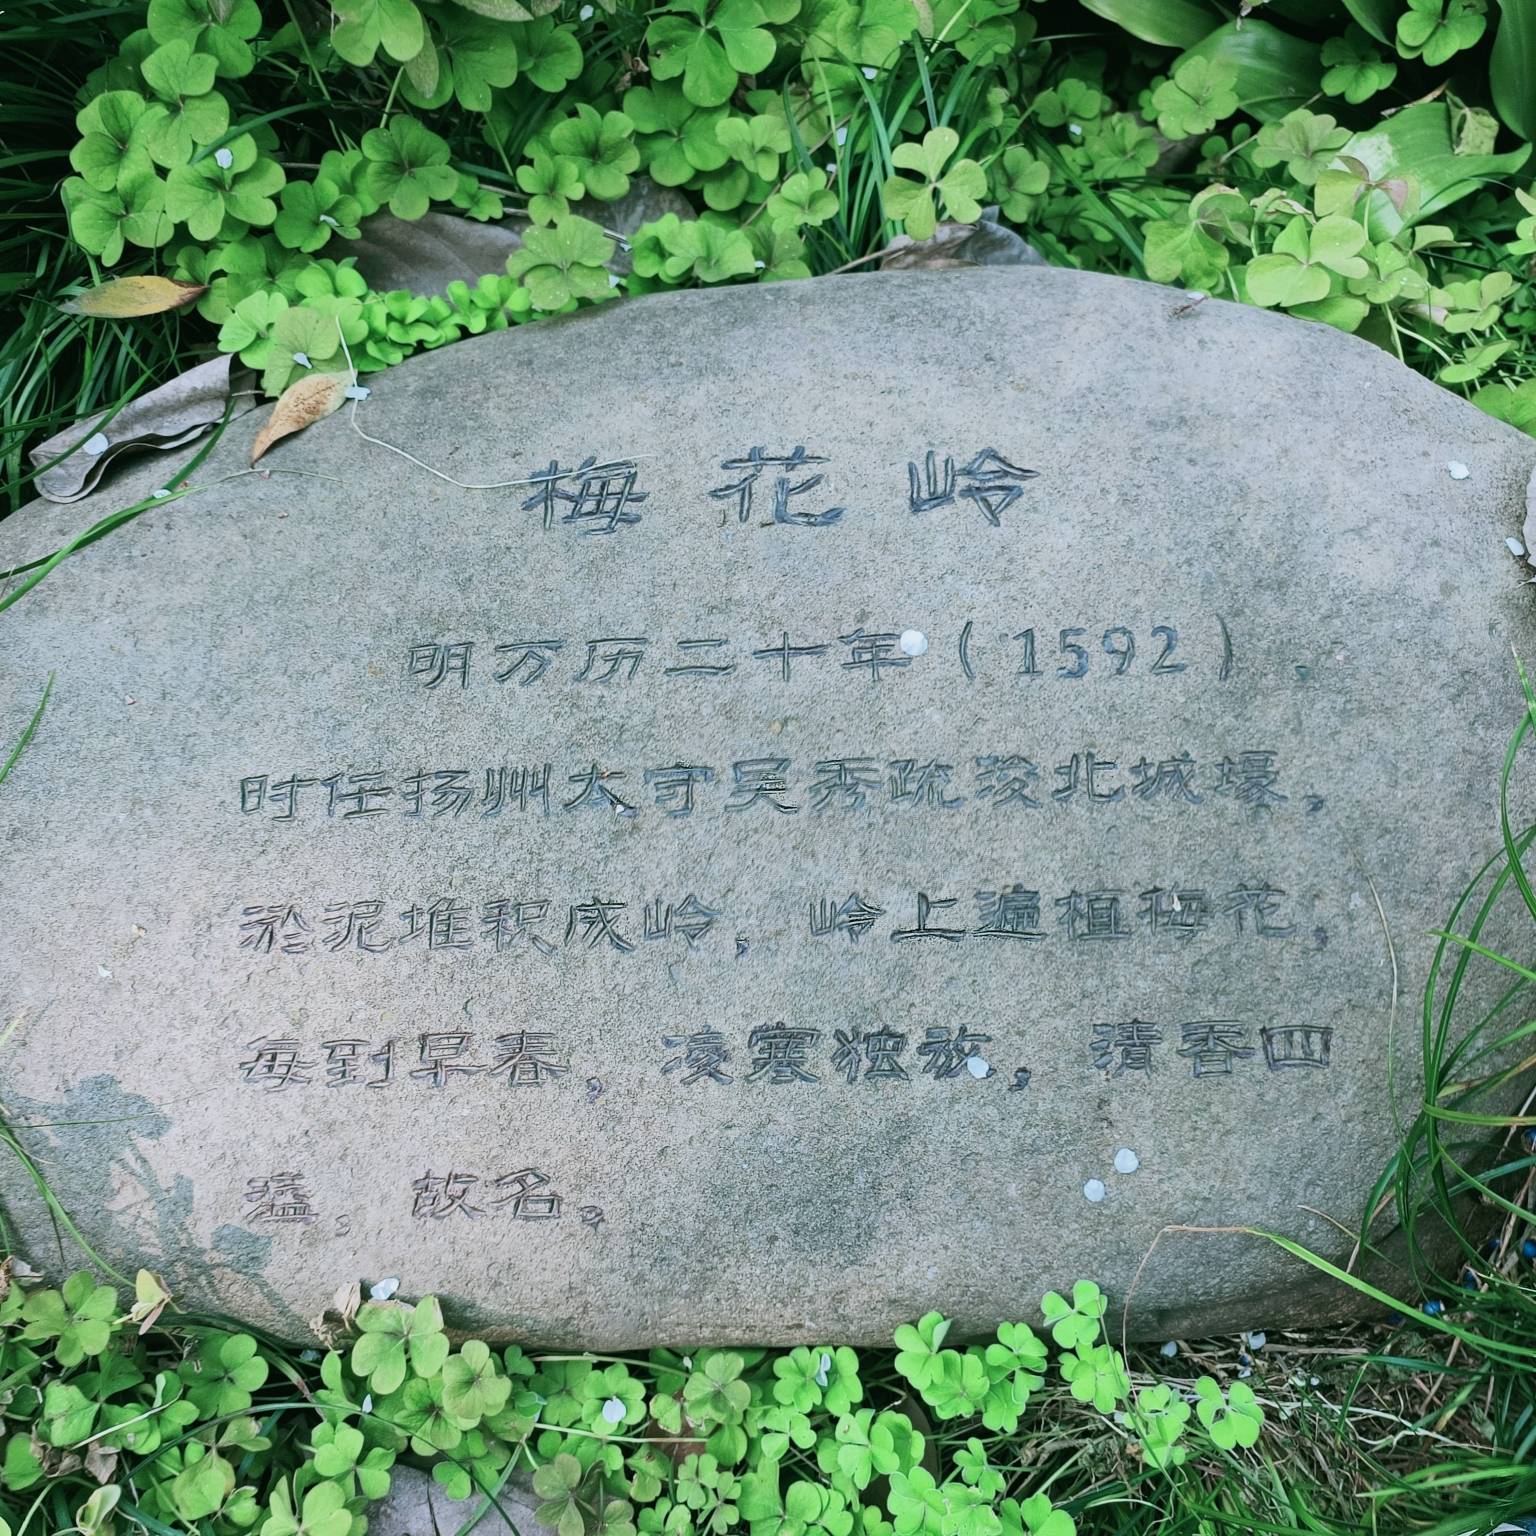 梅花岭
明万历二十年（1592），
时任扬州太守吴秀疏浚北城壕，
淤泥堆积成岭，岭上遍植梅花，
每到早春，凌寒独放，清香四
溢，故名。